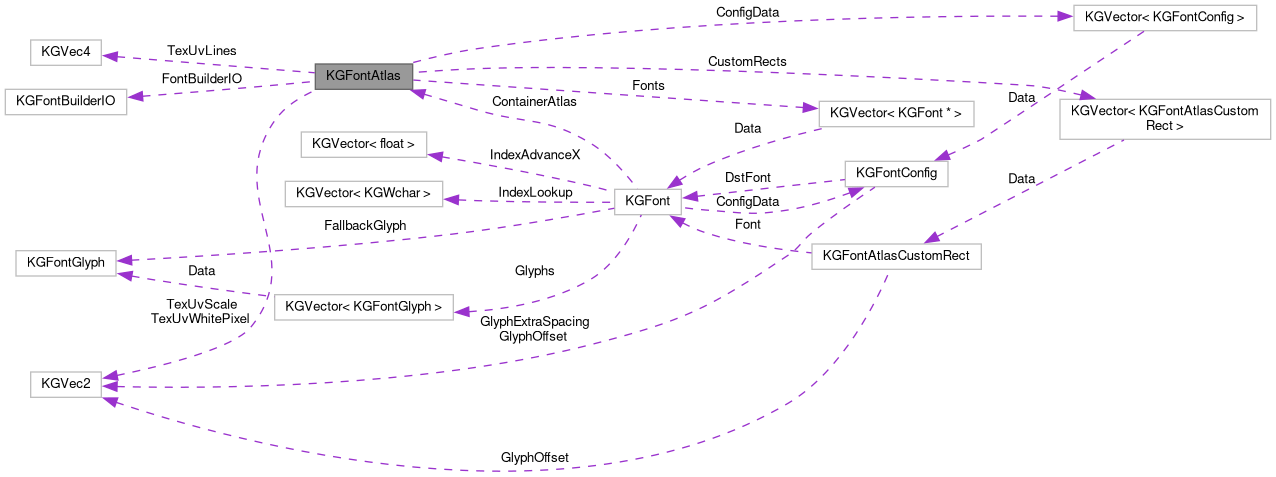 ConfigData
KGVector< KGFontConfig >
KGVec4
TexUvLines
KGFontAtlas
CustomRects
FontBuilderIO
KGFontBuilderIO
Fonts
ContainerAtlas
Data
KGVector< KGFont * >
KGVector< KGFontAtlasCustom
Rect >
Data
KGVector< float >
IndexAdvanceX
DstFont
KGFontConfig
Data
KGVector< KGWchar >
IndexLookup
KGFont
ConfigData
FallbackGlyph
Font
KGFontGlyph
KGFontAtlasCustomRect
Data
Glyphs
TexUvScale
TexUvWhitePixel
KGVector< KGFontGlyph >
GlyphExtraSpacing
GlyphOffset
KGVec2
GlyphOffset